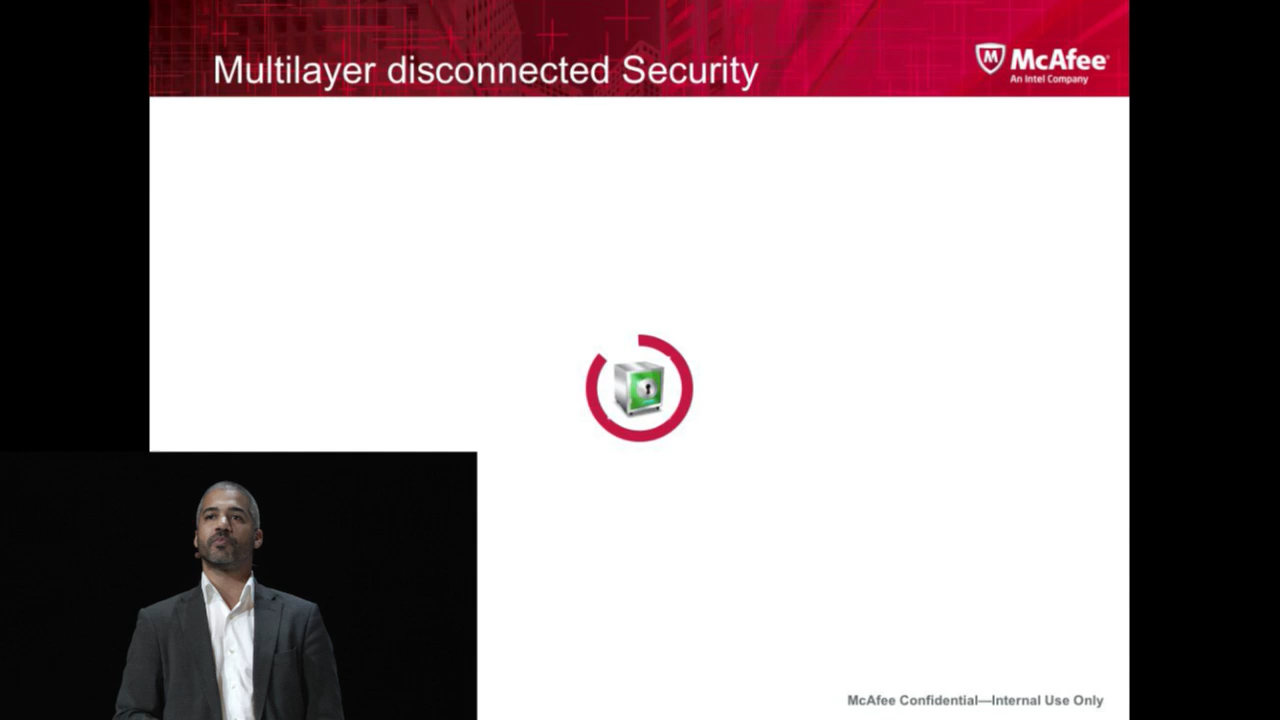 Multilayer disconnected Security
McAfee
An Intel Company
McAfee Confidential—Internal Use Only